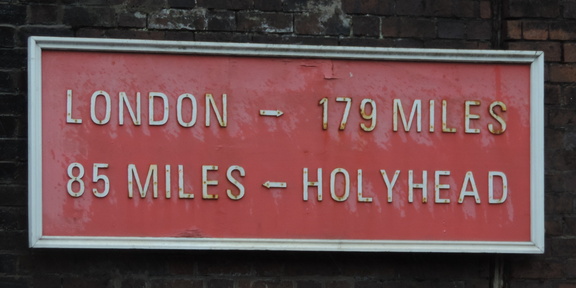 LONDON → 179 MILES
85 MILES ← HOLYHEAD